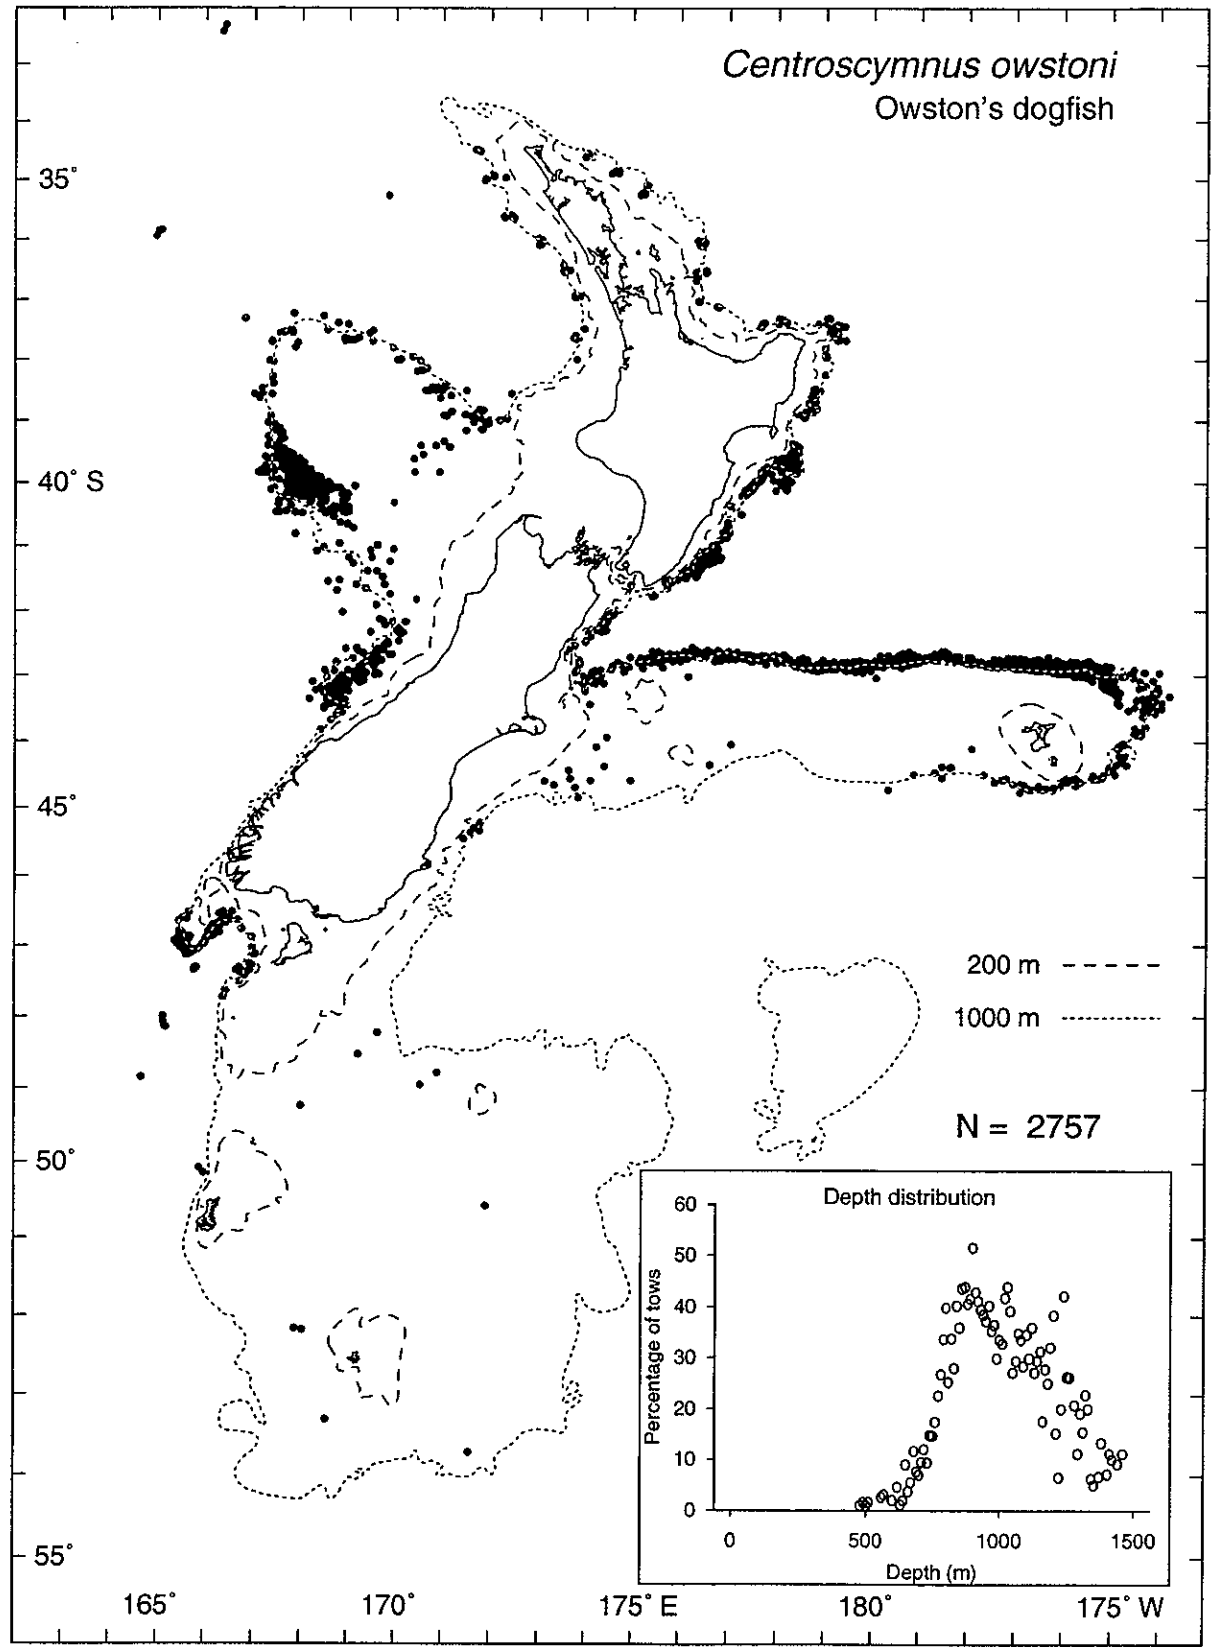 Centroscymnus owstoni
Owston's dogfish
35°
40° S
45°
200 m
1000 m
N = 2757
50°
Depth distribution
60
50
40
30
20
10
0
Percentage of tows
0 500 1000 1500
Depth (m)
55°
165° 170° 175° E 180° 175° W